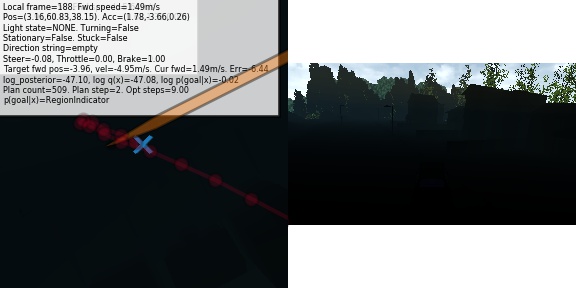 Local frame=188. Fwd speed=1.49m/s
Pos=(3.16,60.83,38.15). Acc=(1.78,-3.66,0.26)
Light state=NONE. Turning=False
Stationary=False. Stuck=False
Direction string=empty
Steer=-0.08, Throttle=0.00, Brake=1.00
Target fwd pos=-3.96, vel=-4.95m/s. Cur fwd=1.49m/s. Err=-6.44
log_posterior=-47.10, log q(x)=-47.08, log p(goal|x)=-0.02
Plan count=509. Plan step=2. Opt steps=9.00
p(goal|x)=RegionIndicator